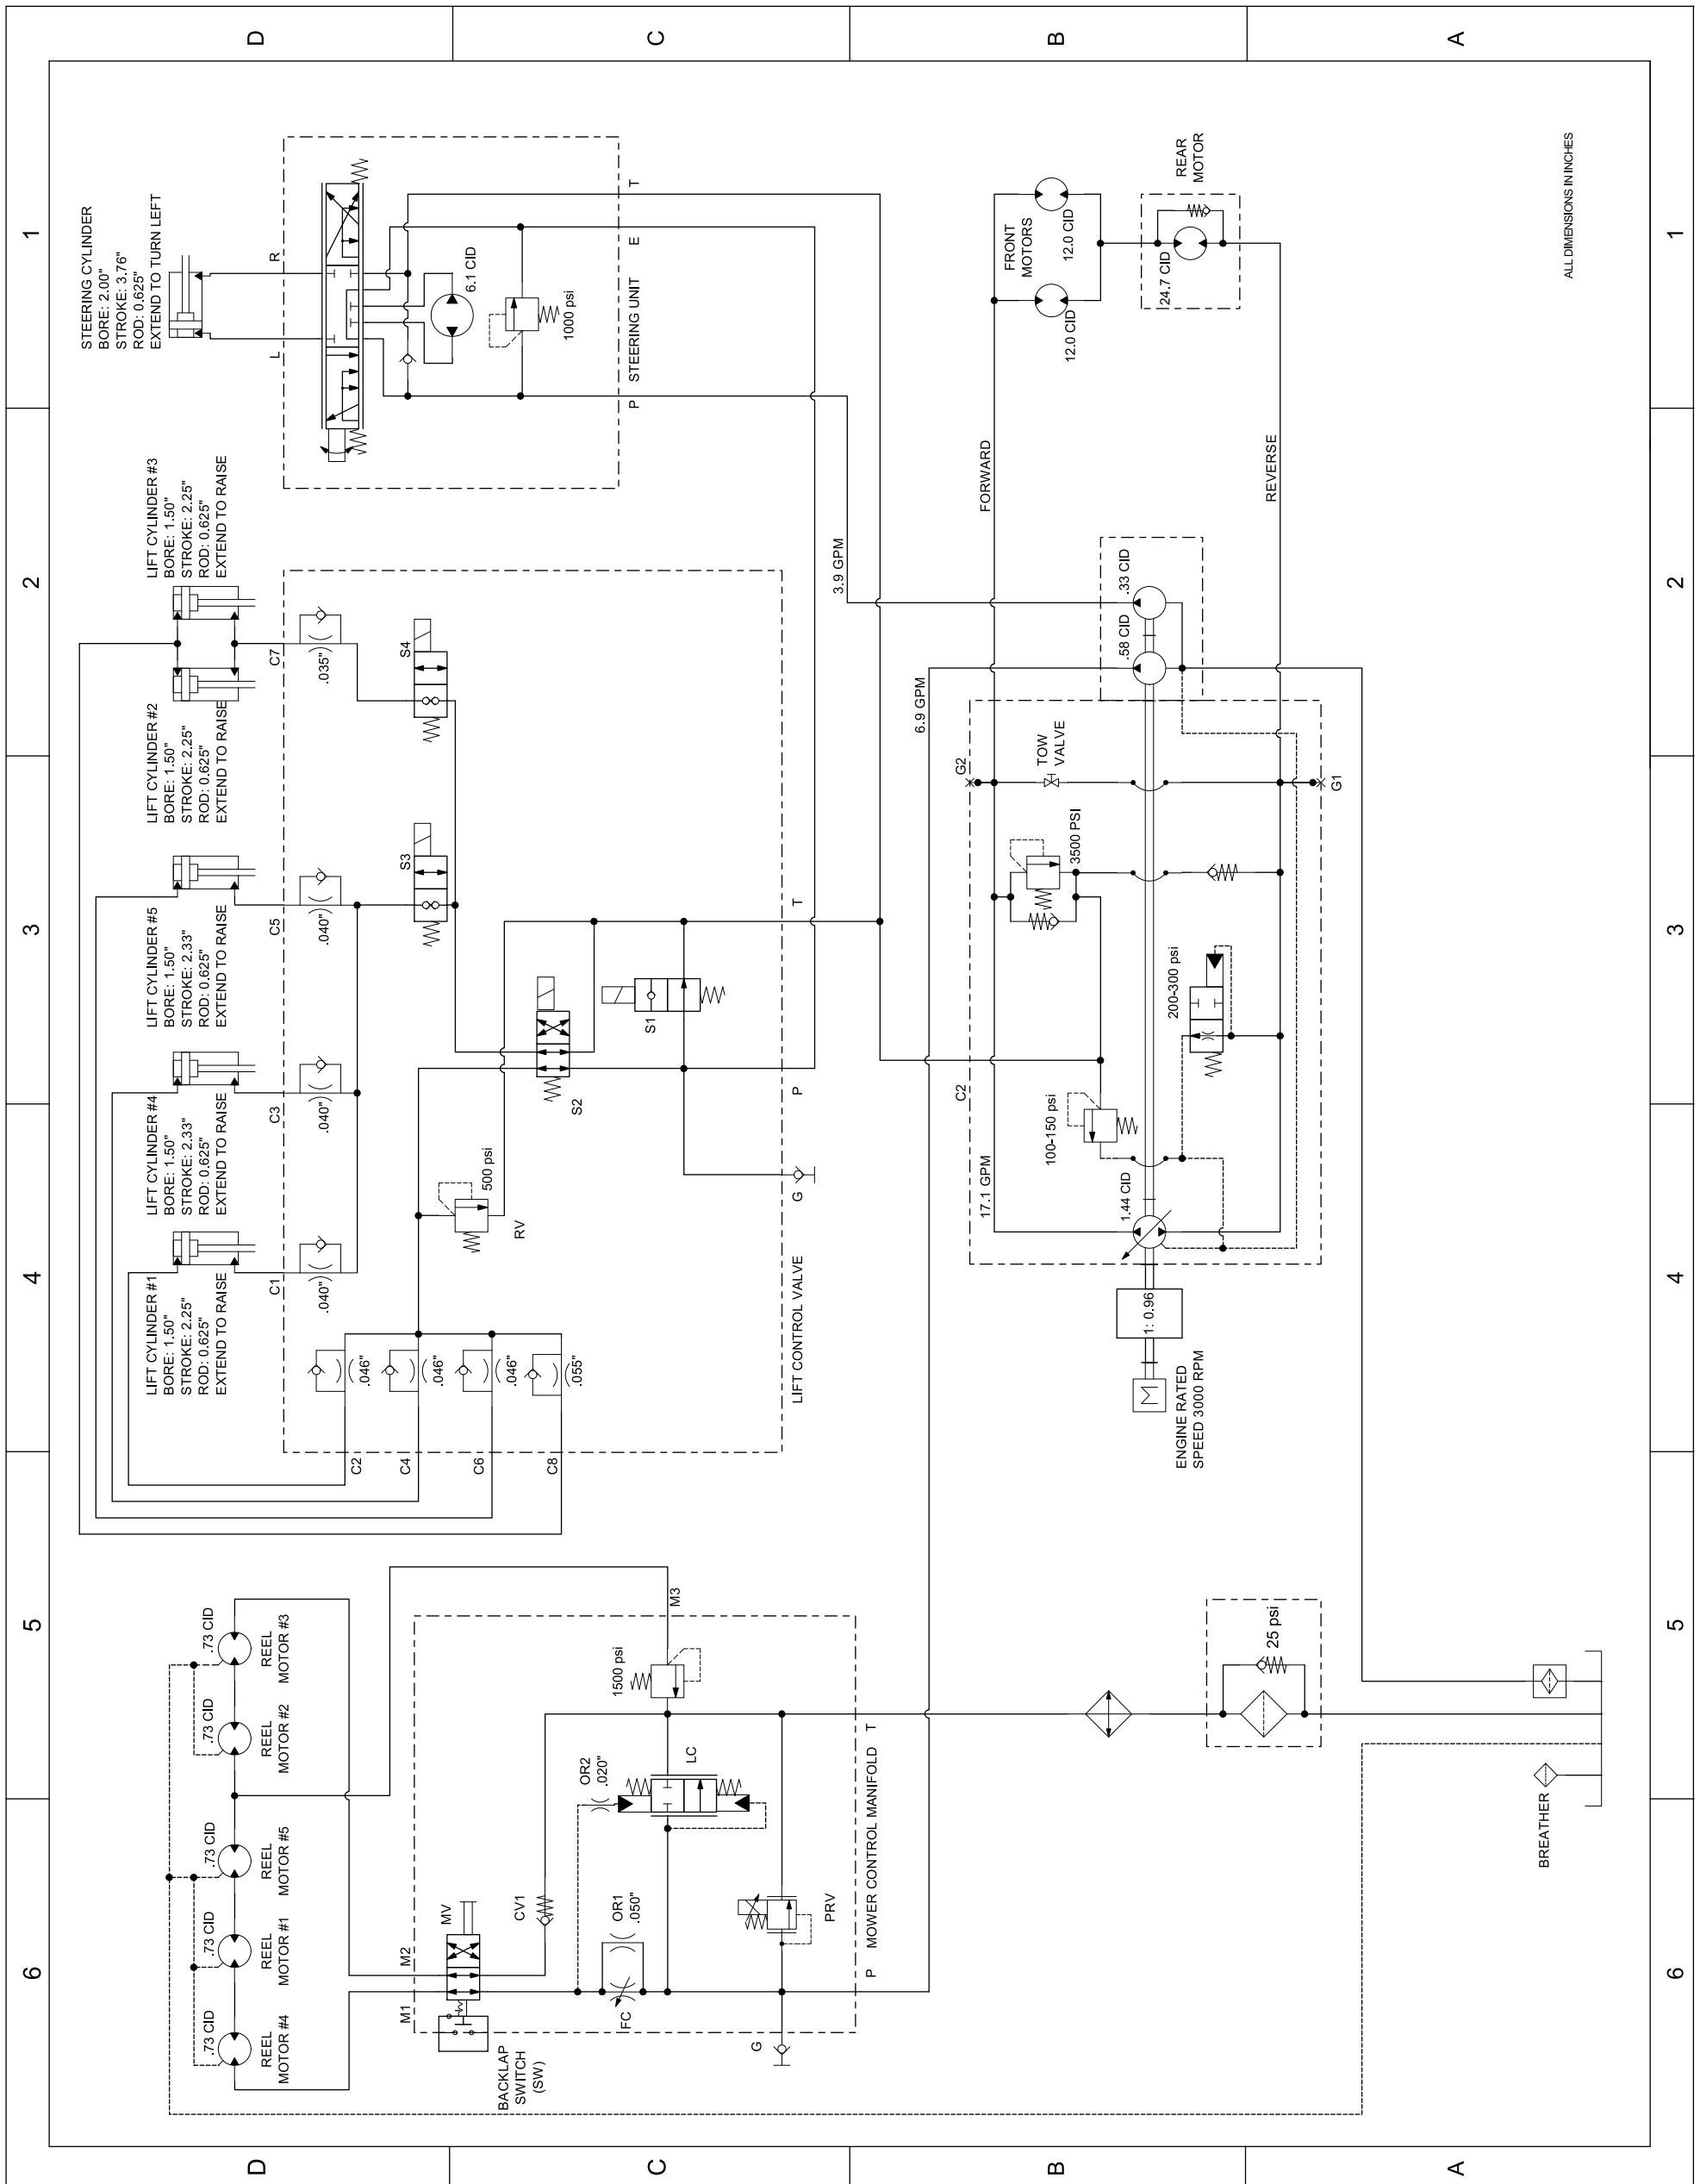 D
C
B
A
6
5
4
3
2
1
REEL
MOTOR #4
.73 CID
REEL
MOTOR #1
.73 CID
REEL
MOTOR #5
.73 CID
REEL
MOTOR #2
.73 CID
REEL
MOTOR #3
.73 CID
BACKLAP
SWITCH
(SW)
M1
M2
MV
CV1
FC
OR1
.050"
OR2
.020"
LC
1500 psi
M3
PRV
G
P
MOWER CONTROL MANIFOLD
T
LIFT CYLINDER #1
BORE: 1.50"
STROKE: 2.25"
ROD: 0.625"
EXTEND TO RAISE
LIFT CYLINDER #4
BORE: 1.50"
STROKE: 2.33"
ROD: 0.625"
EXTEND TO RAISE
LIFT CYLINDER #5
BORE: 1.50"
STROKE: 2.33"
ROD: 0.625"
EXTEND TO RAISE
LIFT CYLINDER #2
BORE: 1.50"
STROKE: 2.25"
ROD: 0.625"
EXTEND TO RAISE
LIFT CYLINDER #3
BORE: 1.50"
STROKE: 2.25"
ROD: 0.625"
EXTEND TO RAISE
C1
.040"
C3
.040"
C5
.040"
C7
.035"
C2
.046"
C4
.046"
C6
.046"
C8
.055"
S3
S4
RV
500 psi
S2
S1
LIFT CONTROL VALVE
G
P
T
STEERING CYLINDER
BORE: 2.00"
STROKE: 3.76"
ROD: 0.625"
EXTEND TO TURN LEFT
L
R
6.1 CID
1000 psi
P
STEERING UNIT
E
T
3.9 GPM
6.9 GPM
17.1 GPM
C2
G2
TOW
VALVE
3500 PSI
100-150 psi
200-300 psi
1.44 CID
.58 CID
.33 CID
G1
1: 0.96
M
ENGINE RATED
SPEED 3000 RPM
FORWARD
REVERSE
FRONT
MOTORS
12.0 CID
12.0 CID
24.7 CID
REAR
MOTOR
25 psi
BREATHER
ALL DIMENSIONS IN INCHES
D
C
B
A
6
5
4
3
2
1